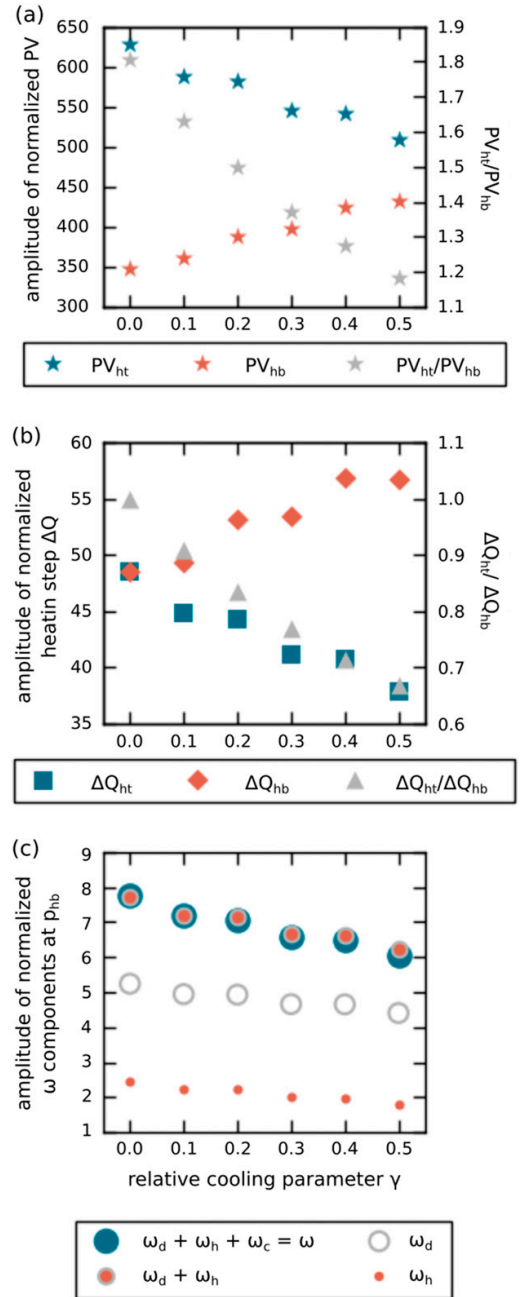 (a)
650
600
550
500
450
400
350
300
1.9
1.8
1.7
1.6
1.5
1.4
1.3
1.2
1.1
amplitude of normalized PV
PVht/PVhb
0.0 0.1 0.2 0.3 0.4 0.5
PVht PVhb PVht/PVhb
(b)
60
55
50
45
40
35
1.1
1.0
0.9
0.8
0.7
0.6
amplitude of normalized
heatin step ΔQ
ΔQht/ ΔQhb
0.0 0.1 0.2 0.3 0.4 0.5
ΔQht ΔQhb ΔQht/ΔQhb
(c)
9
8
7
6
5
4
3
2
1
amplitude of normalized
ω components at phb
0.0 0.1 0.2 0.3 0.4 0.5
relative cooling parameter γ
ωd + ωh + ωc = ω ωd
ωd + ωh ωh